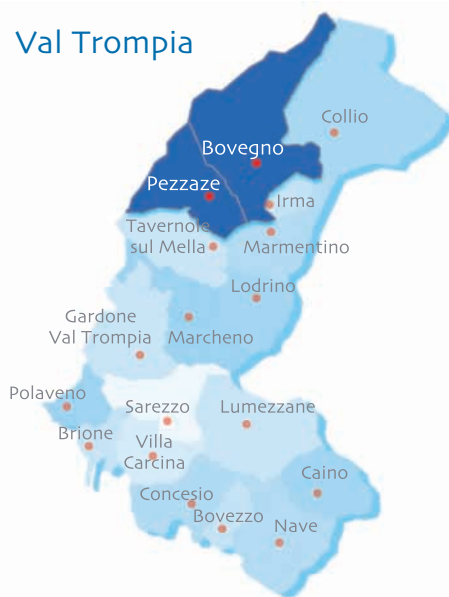 Val Trompia
Collio
Bovegno
Pezzaze
Irma
Tavernole
sul Mella
Marmentino
Lodrino
Gardone
Val Trompia
Marcheno
Polaveno
Sarezzo
Lumezzane
Brione
Villa
Carcina
Caino
Concesio
Bovezzo
Nave